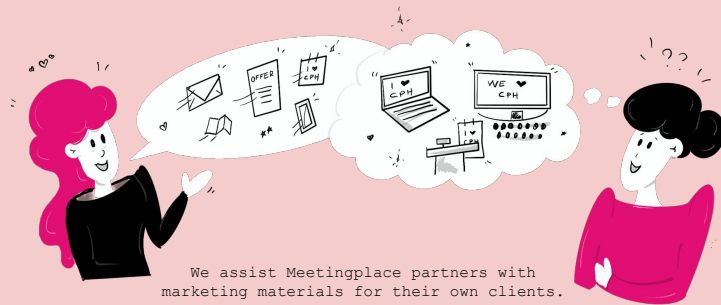 OFFER
I ♥
CPH
I ♥
CPH
WE ♥
CPH
I ♥
CPH
??
We assist Meetingplace partners with
marketing materials for their own clients.